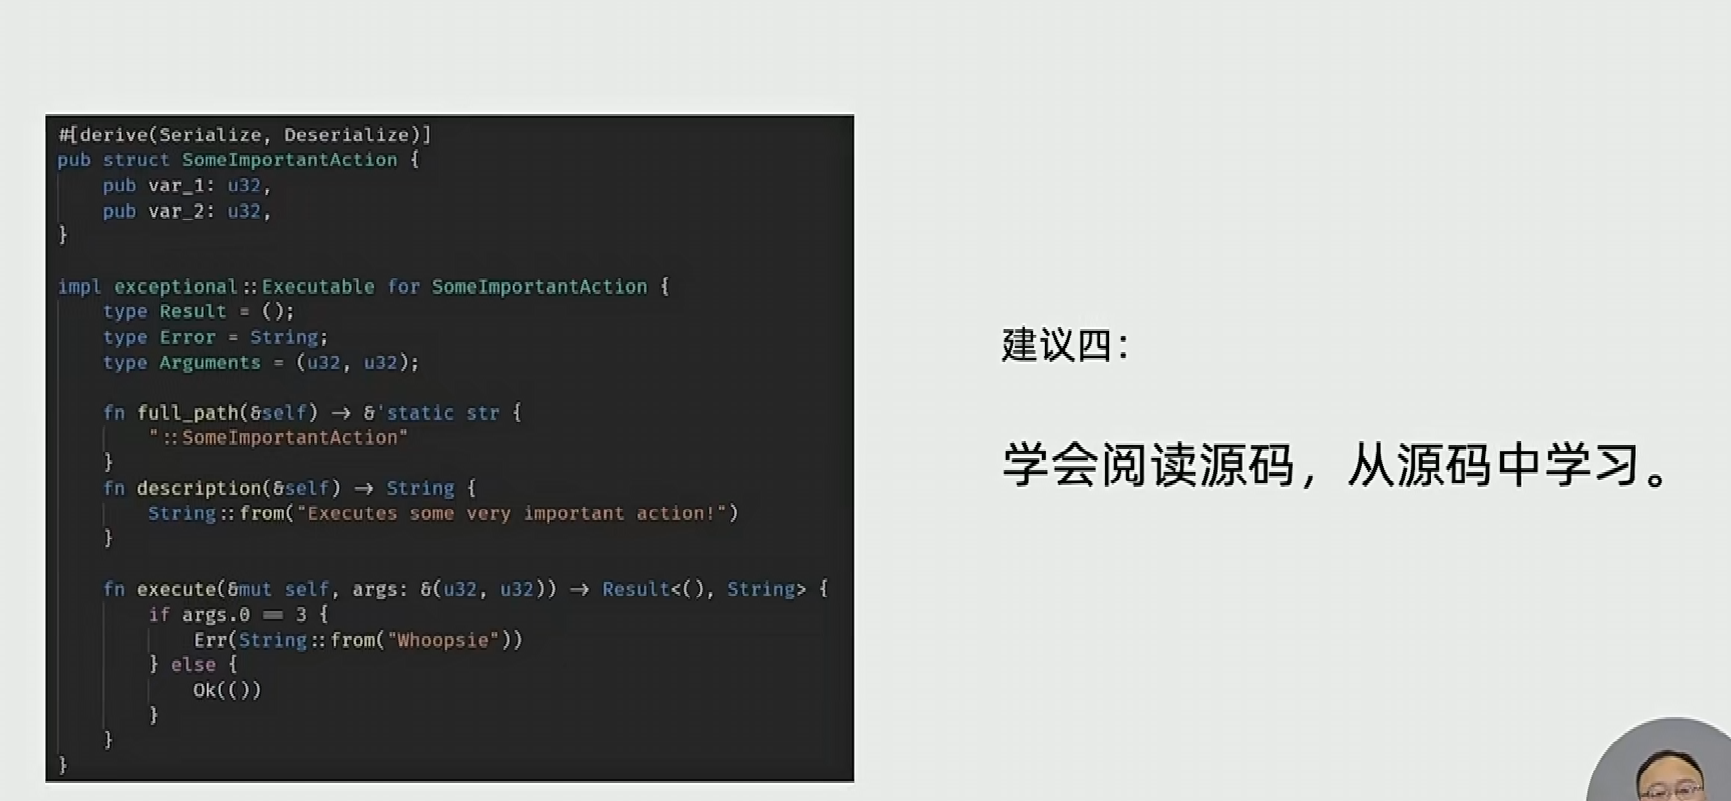 #[derive(Serialize, Deserialize)]
pub struct SomeImportantAction {
    pub var_1: u32,
    pub var_2: u32,
}
impl exceptional::Executable for SomeImportantAction {
    type Result = ();
    type Error = String;
    type Arguments = (u32, u32);
    fn full_path(&self) -> &'static str {
        "::SomeImportantAction"
    }
    fn description(&self) -> String {
        String::from("Executes some very important action!")
    }
    fn execute(&mut self, args: &(u32, u32)) -> Result<(), String> {
        if args.0 == 3 {
            Err(String::from("Whoopsie"))
        } else {
            Ok(())
        }
    }
}
建议四：
学会阅读源码，从源码中学习。